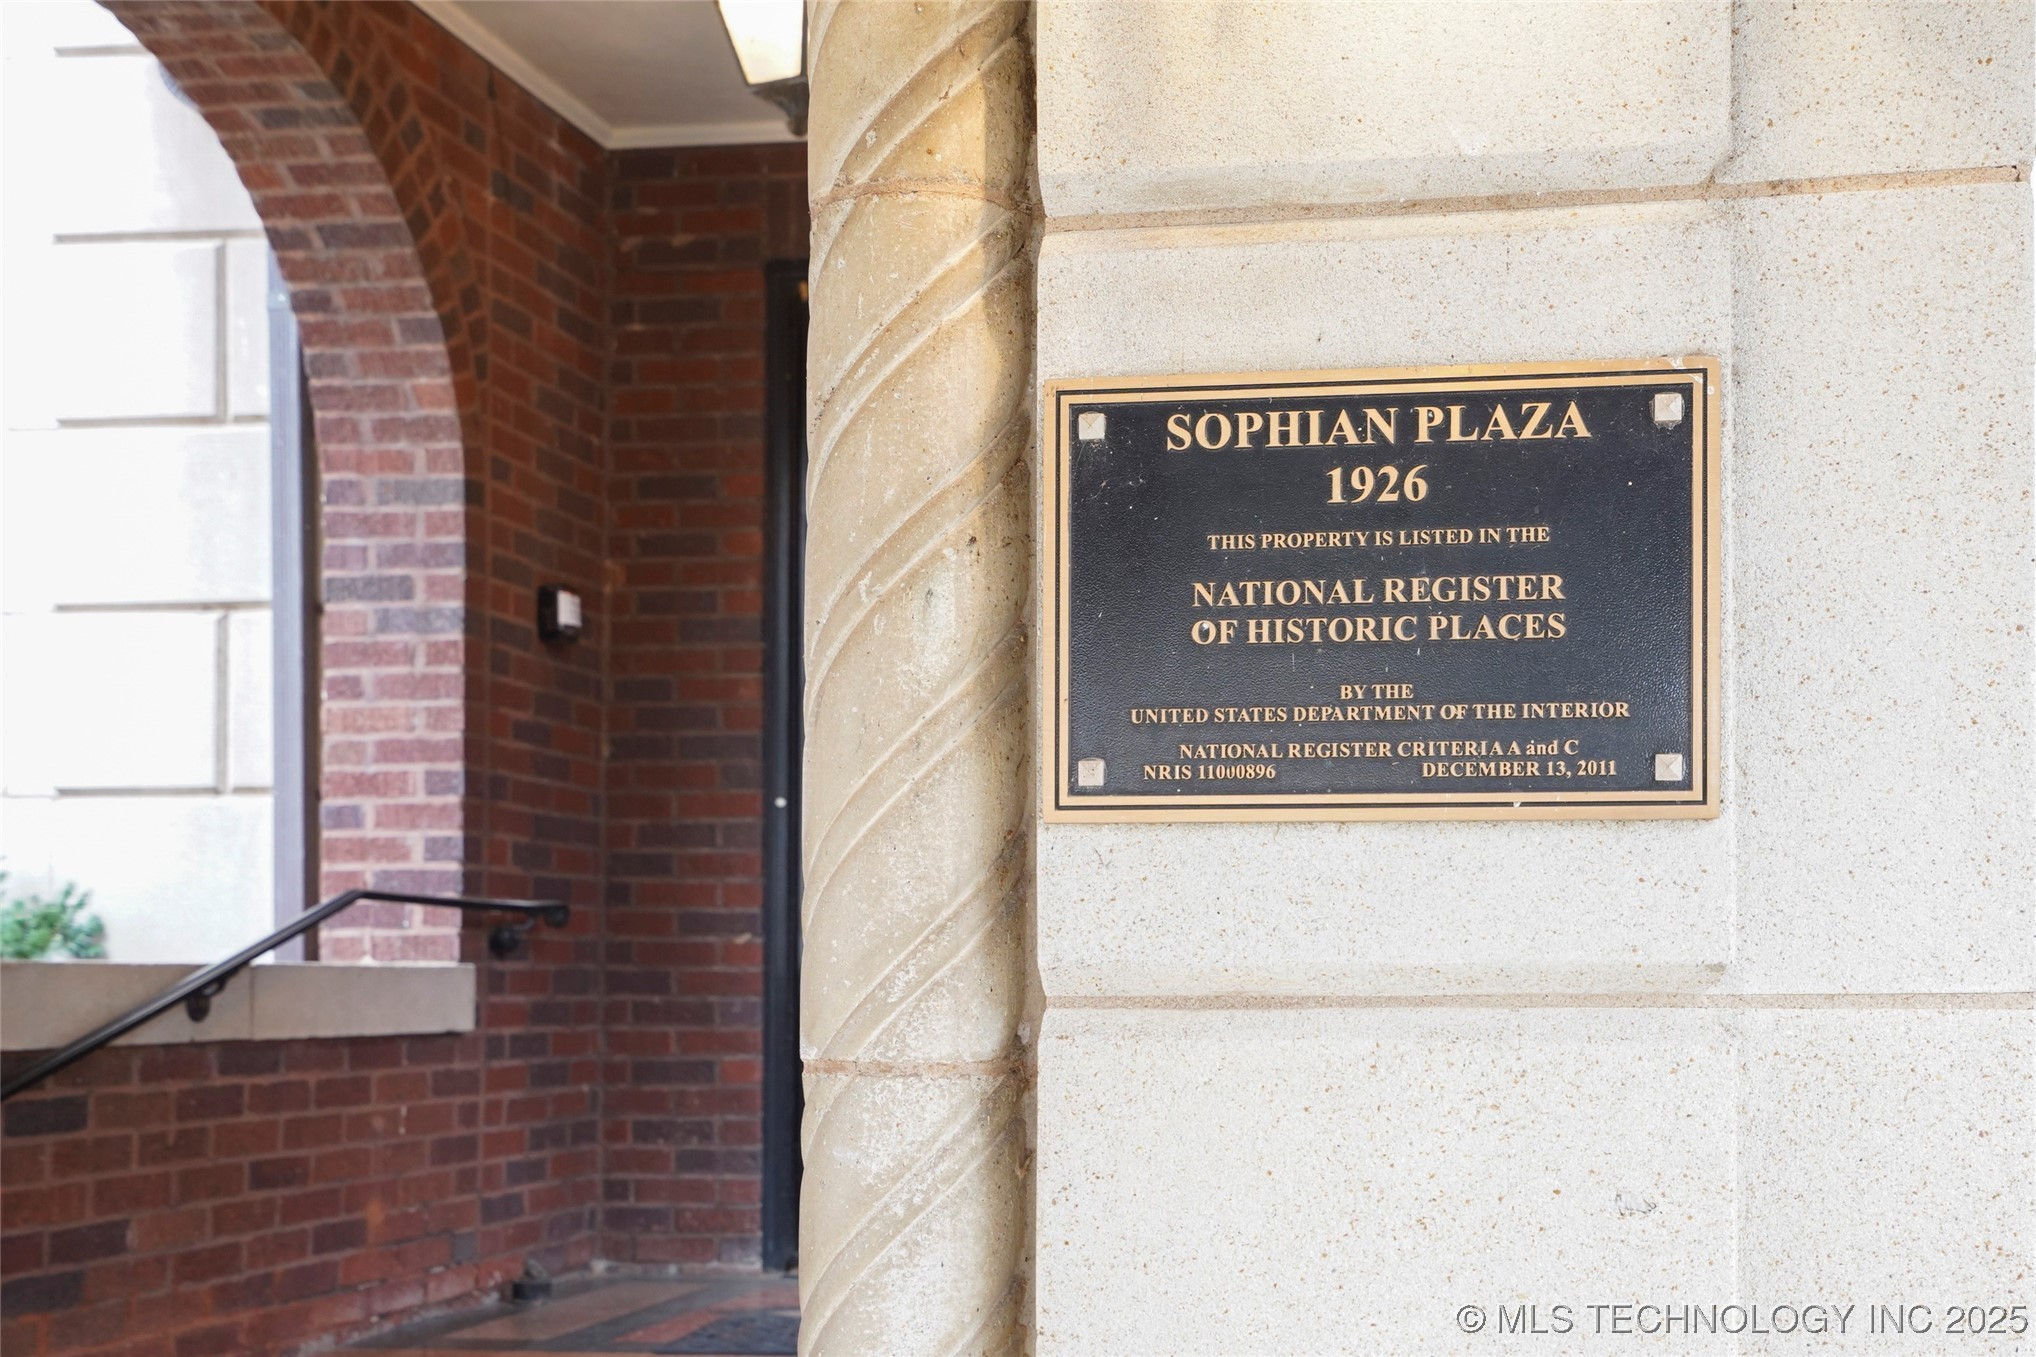 SOPHIAN PLAZA
1926
THIS PROPERTY IS LISTED IN THE
NATIONAL REGISTER
OF HISTORIC PLACES
BY THE
UNITED STATES DEPARTMENT OF THE INTERIOR
NATIONAL REGISTER CRITERIA A and C
NRIS 11000896 DECEMBER 13, 2011
© MLS TECHNOLOGY INC 2025